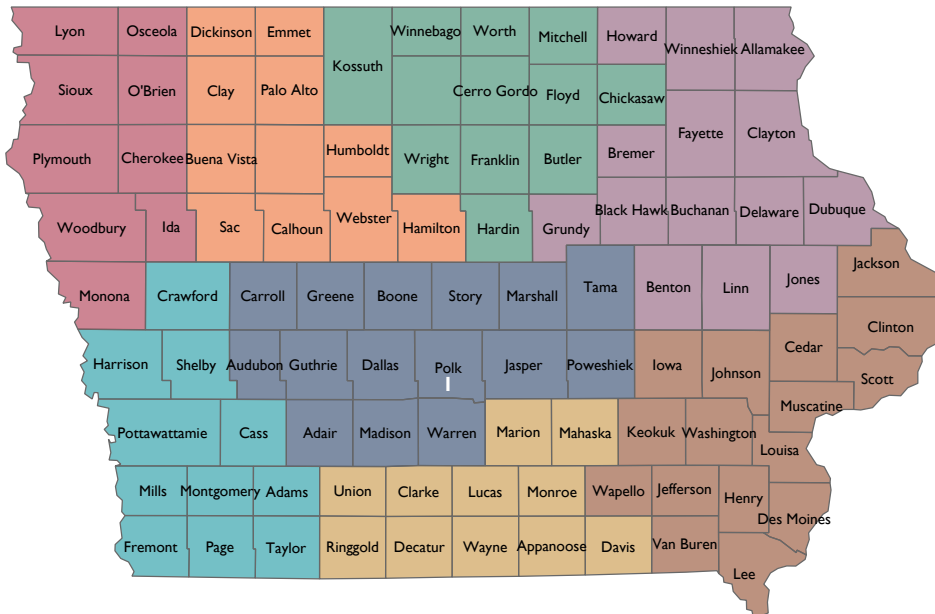 Lyon Osceola Dickinson Emmet Winnebago Worth Mitchell Howard Winneshiek Allamakee
Kossuth
Sioux O'Brien Clay Palo Alto Cerro Gordo Floyd Chickasaw
Fayette Clayton
Plymouth Cherokee Buena Vista Humboldt Wright Franklin Butler Bremer
Woodbury Ida Sac Calhoun Webster Hamilton Hardin Grundy Black Hawk Buchanan Delaware Dubuque
Jackson
Monona Crawford Carroll Greene Boone Story Marshall Tama Benton Linn Jones
Clinton
Harrison Shelby Audubon Guthrie Dallas Polk Jasper Poweshiek Iowa Johnson Cedar Scott
Muscatine
Pottawattamie Cass Adair Madison Warren Marion Mahaska Keokuk Washington Louisa
Mills Montgomery Adams Union Clarke Lucas Monroe Wapello Jefferson Henry
Des Moines
Fremont Page Taylor Ringgold Decatur Wayne Appanoose Davis Van Buren
Lee